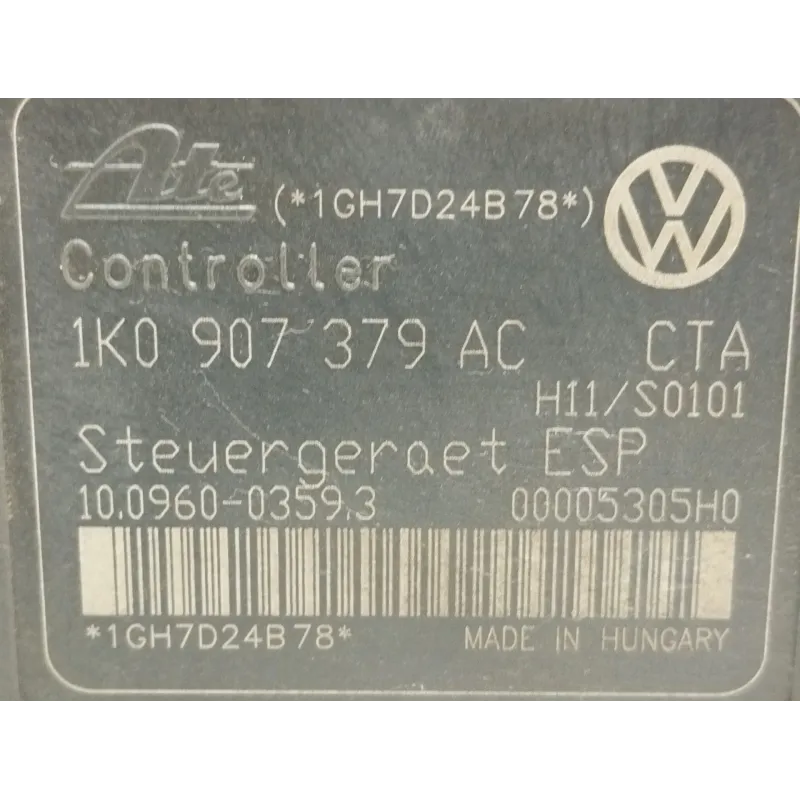 Ate (*1GH7D24B78*)
Controller
1K0 907 379 AC CTA
H11/S0101
Steuergeraet ESP
10.0960-0359.3 00005305H0
*1GH7D24B78* MADE IN HUNGARY